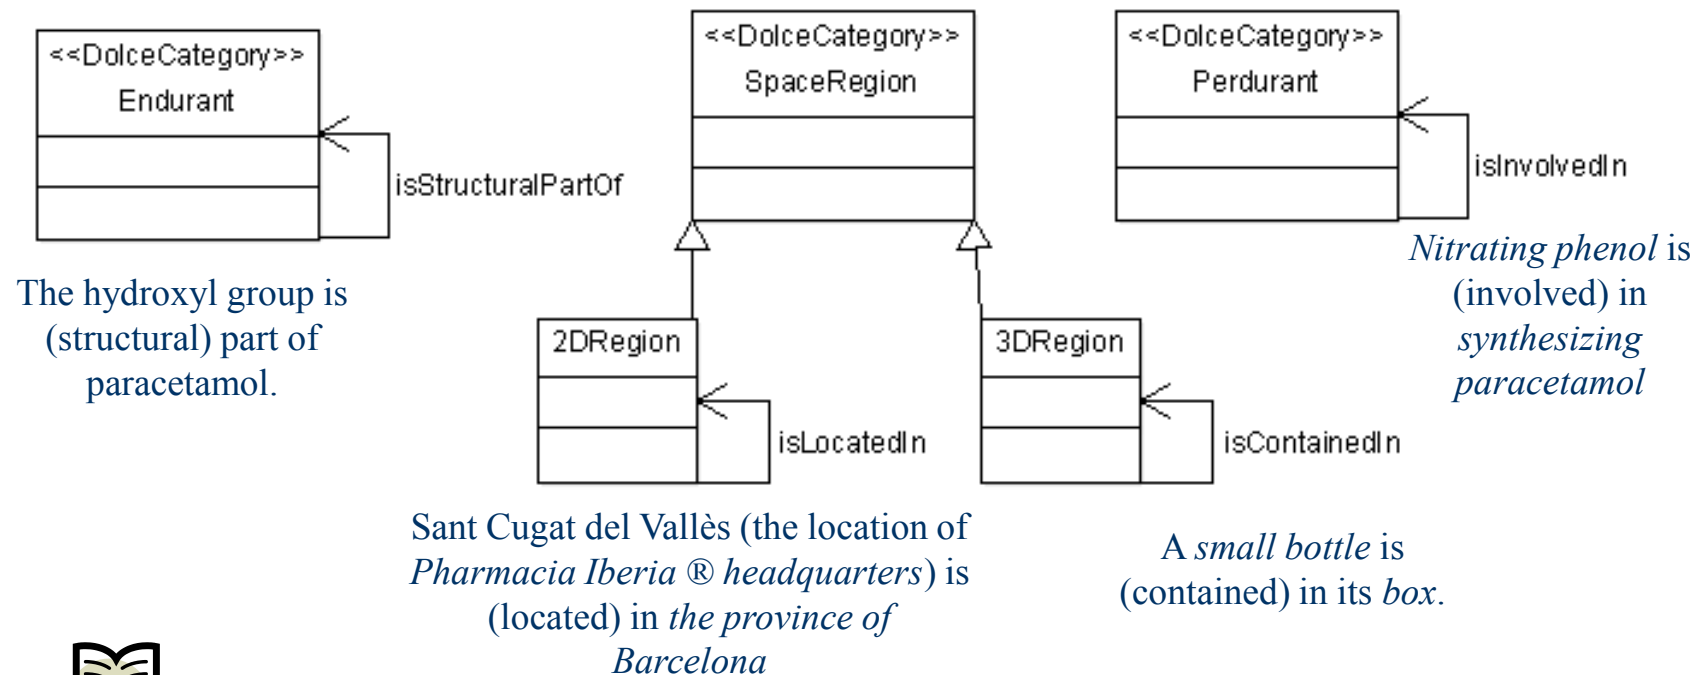 <<DolceCategory>>
Endurant
isStructuralPartOf
The hydroxyl group is
(structural) part of
paracetamol.
<<DolceCategory>>
SpaceRegion
2DRegion
isLocatedIn
Sant Cugat del Vallès (the location of
Pharmacia Iberia ® headquarters) is
(located) in the province of
Barcelona
3DRegion
isContainedIn
A small bottle is
(contained) in its box.
<<DolceCategory>>
Perdurant
isInvolvedIn
Nitrating phenol is
(involved) in
synthesizing
paracetamol